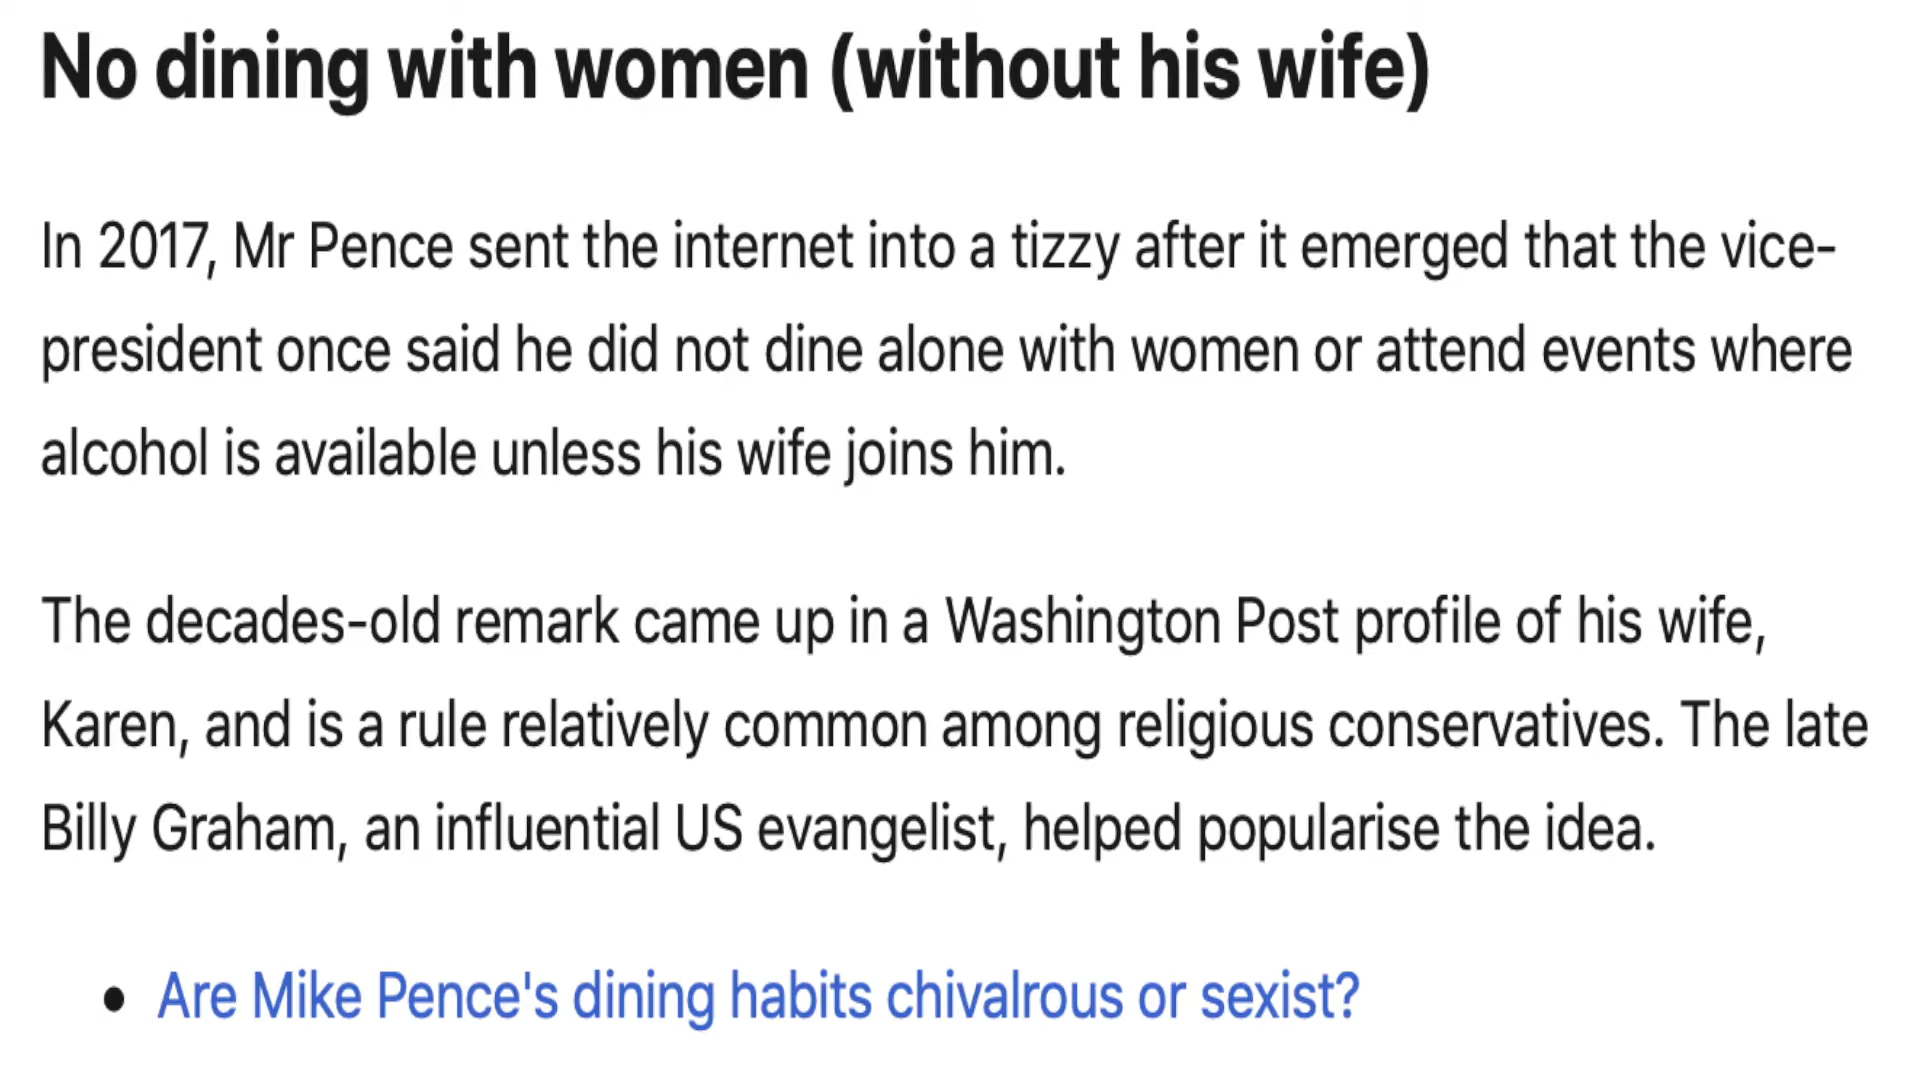 No dining with women (without his wife)
In 2017, Mr Pence sent the internet into a tizzy after it emerged that the vice-
president once said he did not dine alone with women or attend events where
alcohol is available unless his wife joins him.
The decades-old remark came up in a Washington Post profile of his wife,
Karen, and is a rule relatively common among religious conservatives. The late
Billy Graham, an influential US evangelist, helped popularise the idea.
• Are Mike Pence's dining habits chivalrous or sexist?